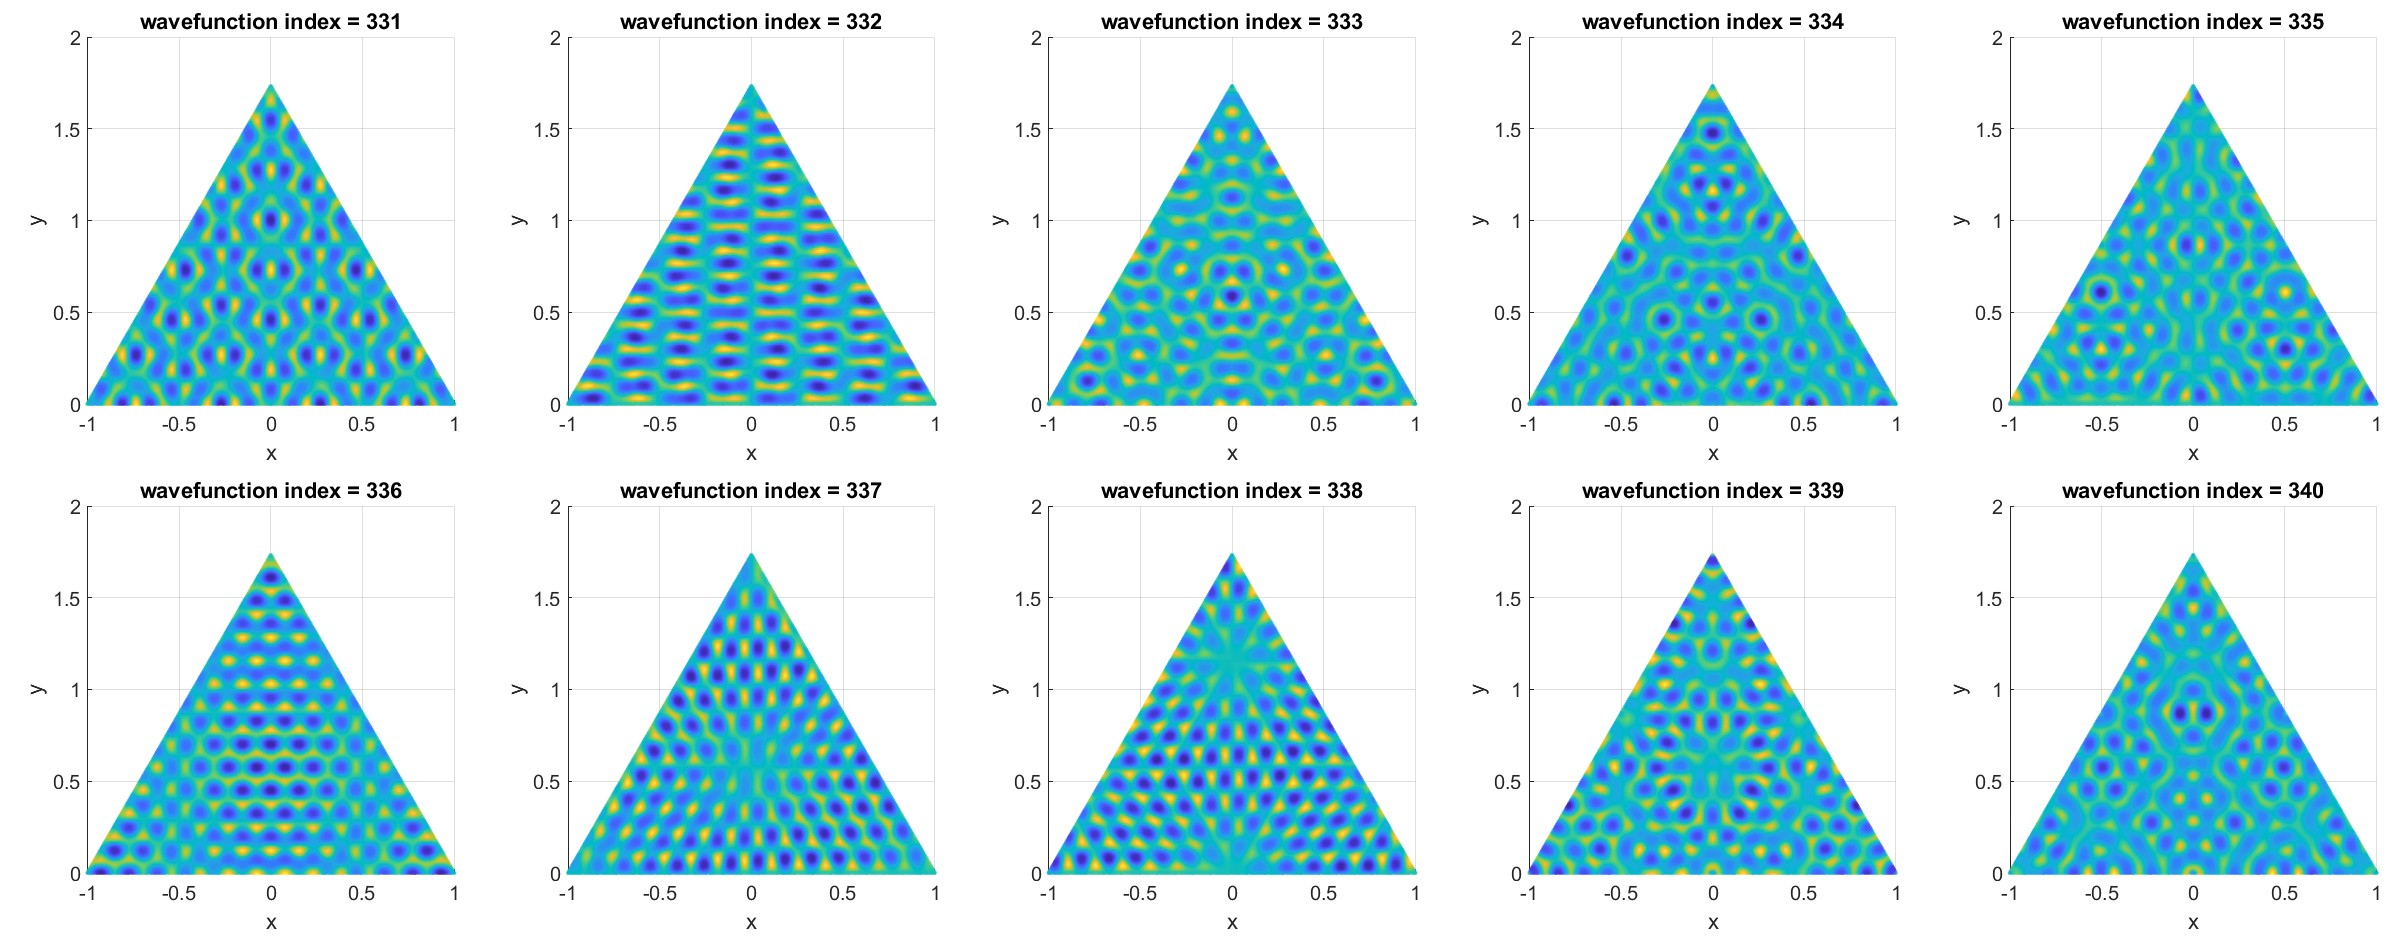 wavefunction index = 331
2
1.5
1
0.5
0
y
-1 -0.5 0 0.5 1
x
wavefunction index = 332
2
1.5
1
0.5
0
y
-1 -0.5 0 0.5 1
x
wavefunction index = 333
2
1.5
1
0.5
0
y
-1 -0.5 0 0.5 1
x
wavefunction index = 334
2
1.5
1
0.5
0
y
-1 -0.5 0 0.5 1
x
wavefunction index = 335
2
1.5
1
0.5
0
y
-1 -0.5 0 0.5 1
x
wavefunction index = 336
2
1.5
1
0.5
0
y
-1 -0.5 0 0.5 1
x
wavefunction index = 337
2
1.5
1
0.5
0
y
-1 -0.5 0 0.5 1
x
wavefunction index = 338
2
1.5
1
0.5
0
y
-1 -0.5 0 0.5 1
x
wavefunction index = 339
2
1.5
1
0.5
0
y
-1 -0.5 0 0.5 1
x
wavefunction index = 340
2
1.5
1
0.5
0
y
-1 -0.5 0 0.5 1
x